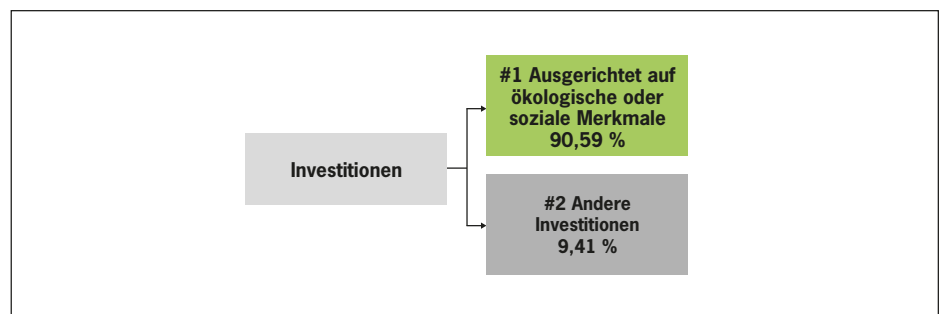 #1 Ausgerichtet auf
ökologische oder
soziale Merkmale
90,59 %
Investitionen
#2 Andere
Investitionen
9,41 %